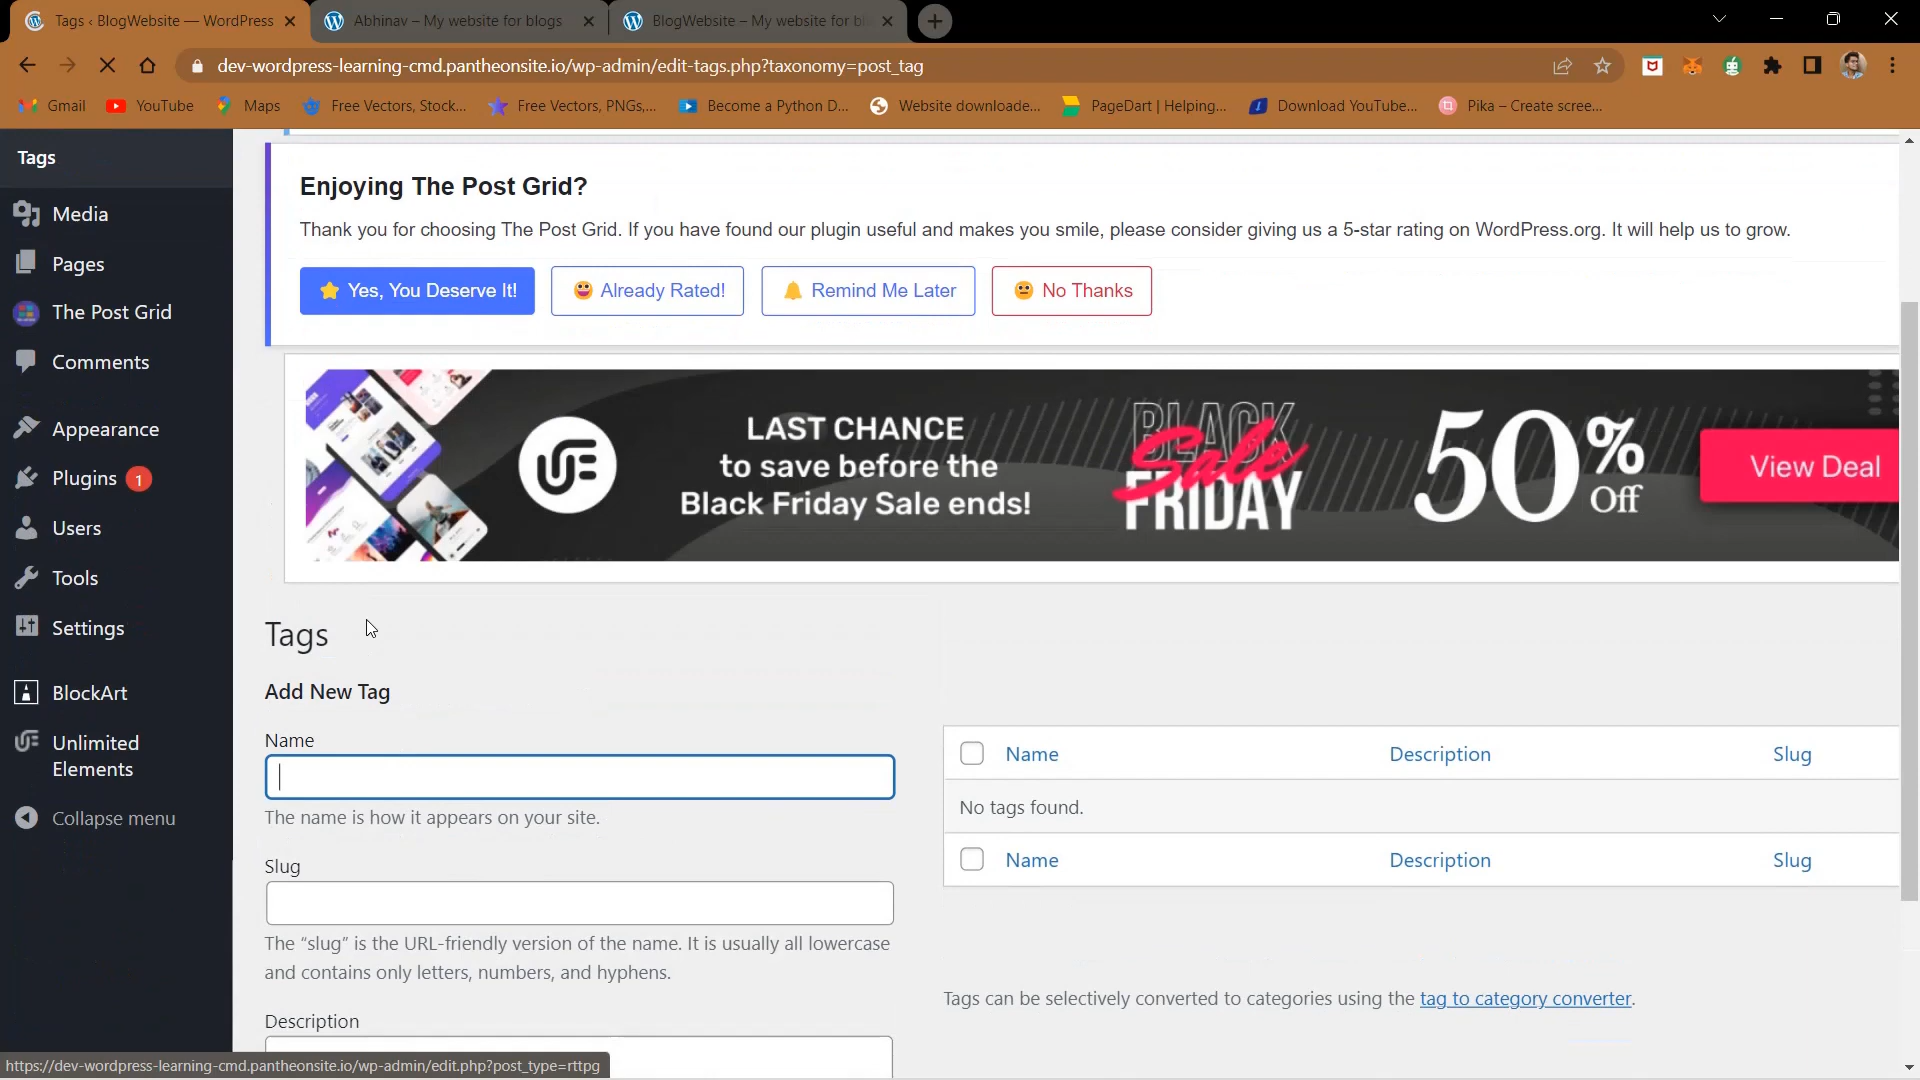 Tags ‹ BlogWebsite — WordPress
Abhinav – My website for blogs
BlogWebsite – My website for bl
dev-wordpress-learning-cmd.pantheonsite.io/wp-admin/edit-tags.php?taxonomy=post_tag
Gmail
YouTube
Maps
Free Vectors, Stock...
Free Vectors, PNGs,...
Become a Python D...
Website downloade...
PageDart | Helping...
Download YouTube...
Pika – Create scree...
Tags
Media
Pages
The Post Grid
Comments
Appearance
Plugins 1
Users
Tools
Settings
BlockArt
Unlimited
Elements
Collapse menu
Enjoying The Post Grid?
Thank you for choosing The Post Grid. If you have found our plugin useful and makes you smile, please consider giving us a 5-star rating on WordPress.org. It will help us to grow.
Yes, You Deserve It!
Already Rated!
Remind Me Later
No Thanks
LAST CHANCE
to save before the
Black Friday Sale ends!
BLACK
Sale
FRIDAY
50% Off
View Deal
Tags
Add New Tag
Name
The name is how it appears on your site.
Slug
The “slug” is the URL-friendly version of the name. It is usually all lowercase
and contains only letters, numbers, and hyphens.
Description
Name Description Slug
No tags found.
Name Description Slug
Tags can be selectively converted to categories using the tag to category converter.
https://dev-wordpress-learning-cmd.pantheonsite.io/wp-admin/edit.php?post_type=rttpg